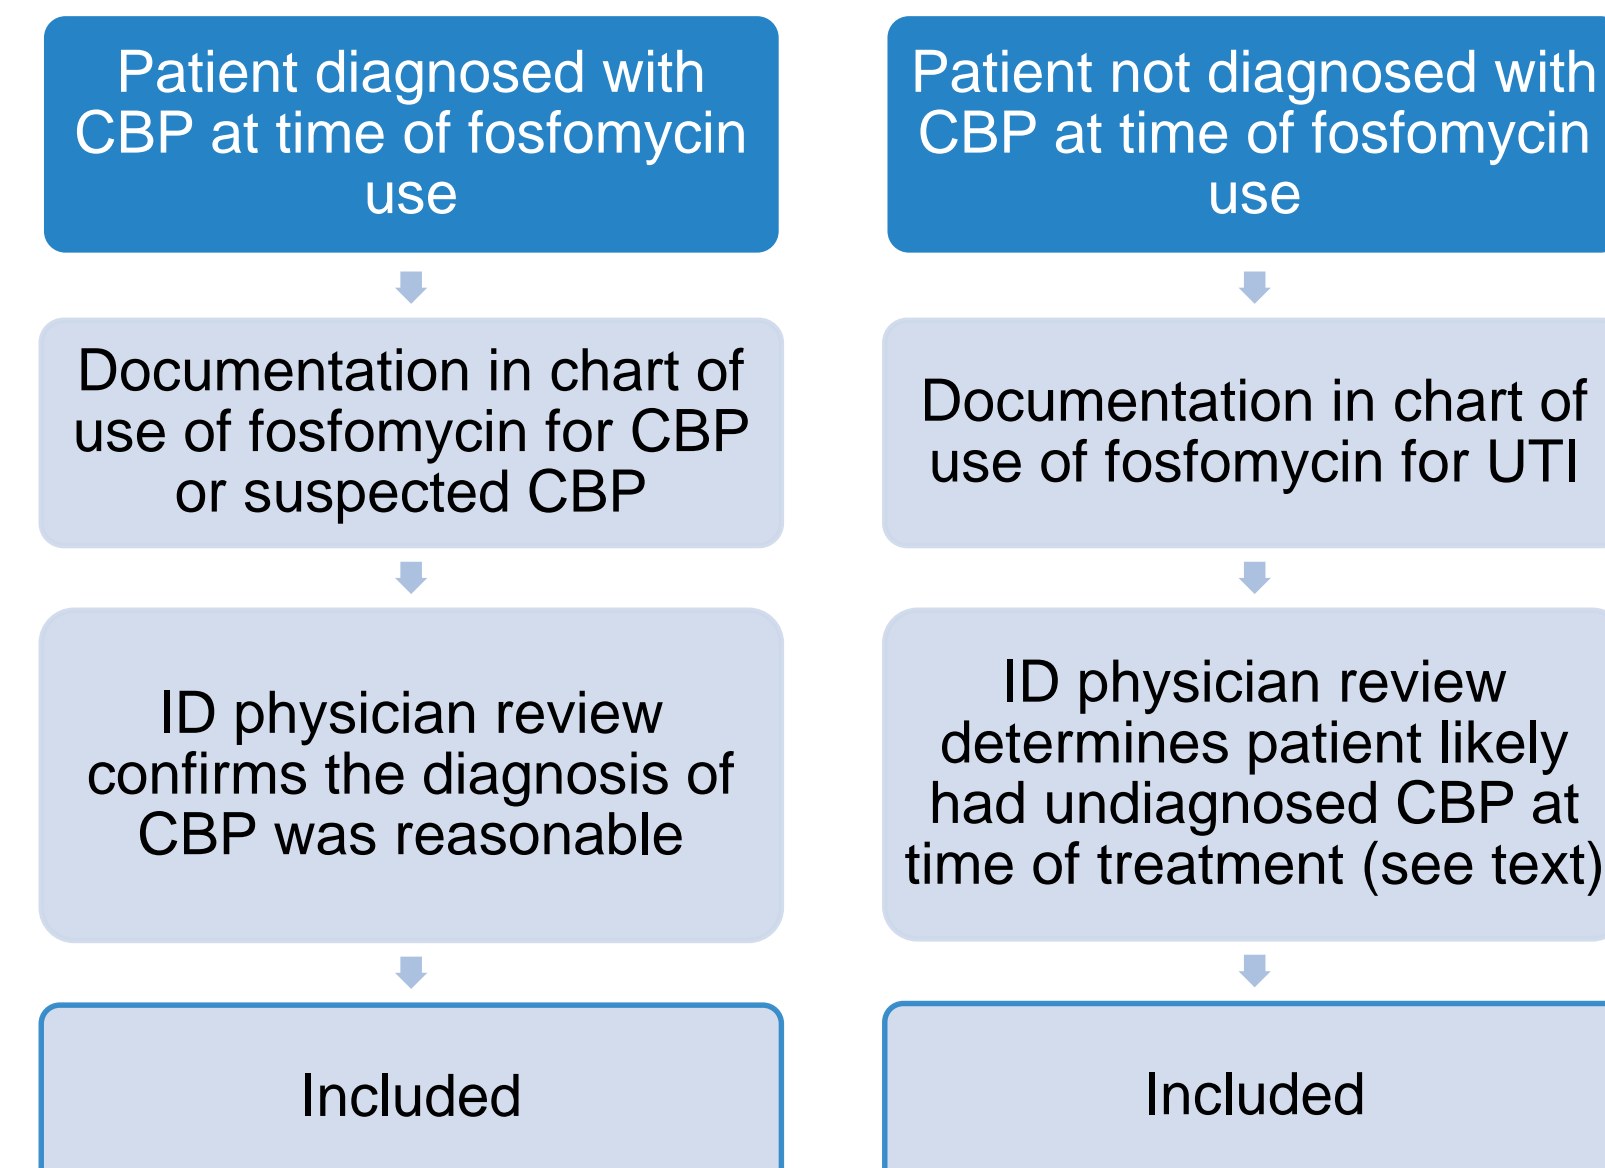 Patient diagnosed with
CBP at time of fosfomycin
use
Documentation in chart of
use of fosfomycin for CBP
or suspected CBP
ID physician review
confirms the diagnosis of
CBP was reasonable
Included
Patient not diagnosed with
CBP at time of fosfomycin
use
Documentation in chart of
use of fosfomycin for UTI
ID physician review
determines patient likely
had undiagnosed CBP at
time of treatment (see text)
Included